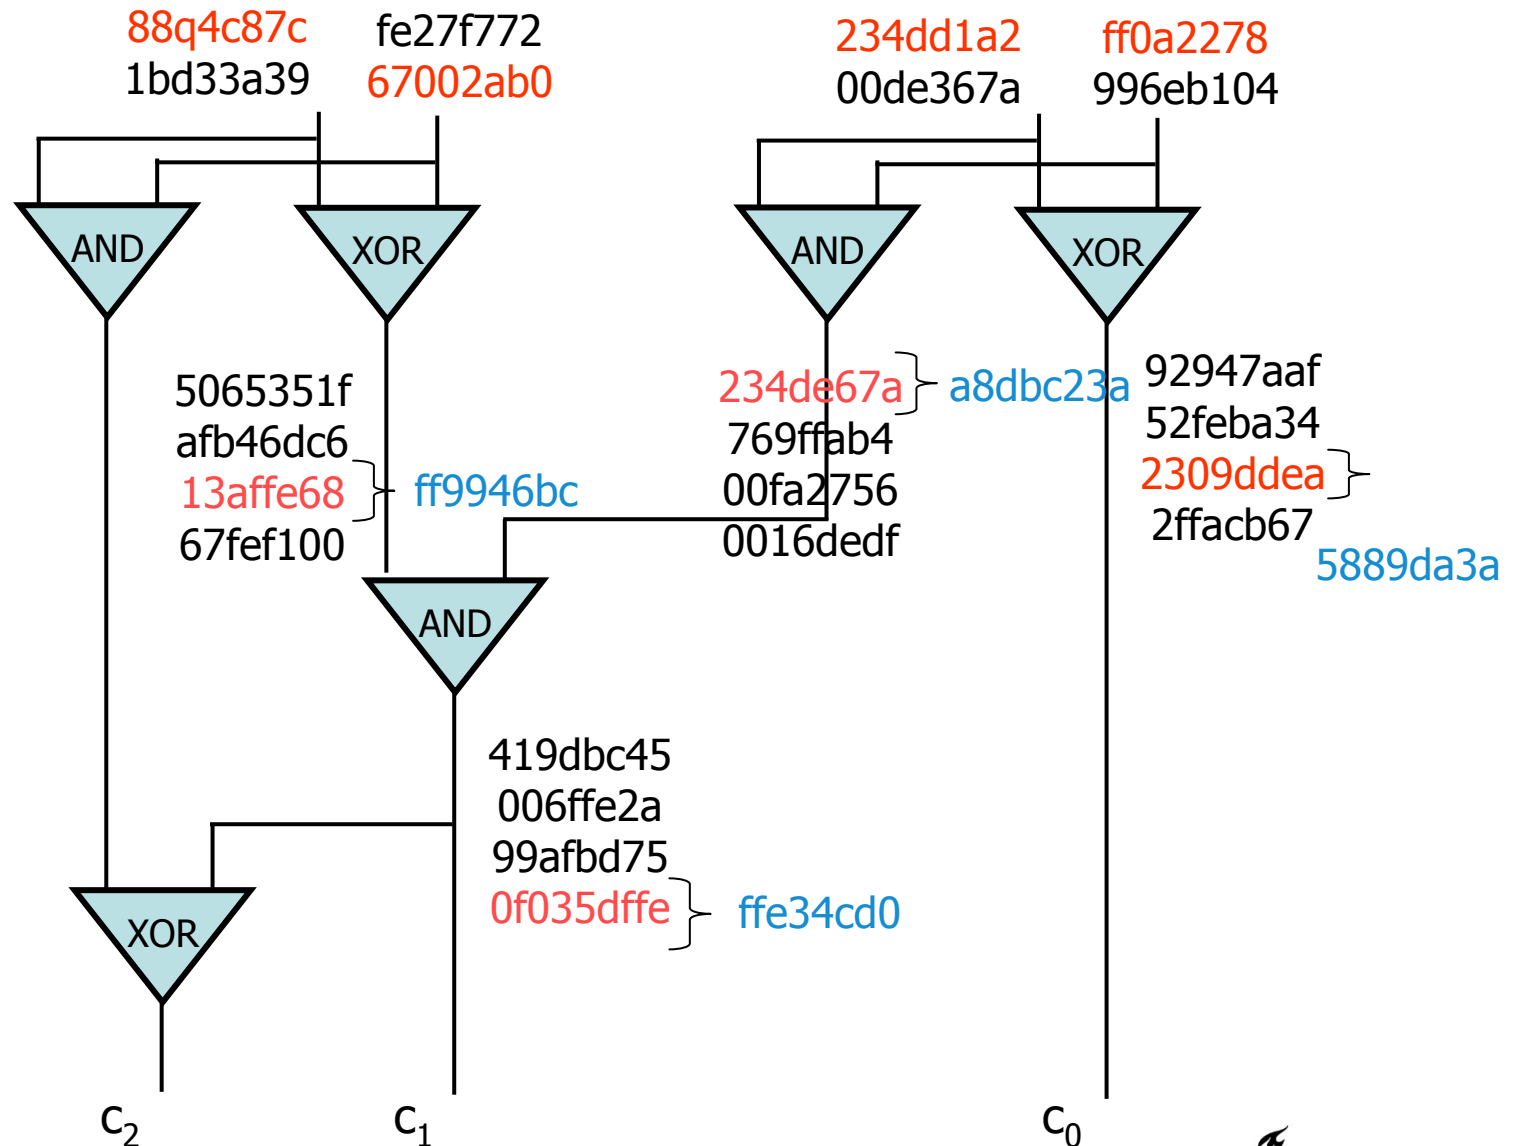 88q4c87c fe27f772 234dd1a2 ff0a2278
1bd33a39 67002ab0 00de367a 996eb104
AND XOR AND XOR
5065351f
afb46dc6
13affe68 ff9946bc
67fef100
234de67a a8dbc23a
769ffab4
00fa2756
0016dedf
92947aaf
52feba34
2309ddea
2ffacb67
5889da3a
AND
419dbc45
006ffe2a
99afbd75
0f035dffe ffe34cd0
XOR
c2 c1 c0